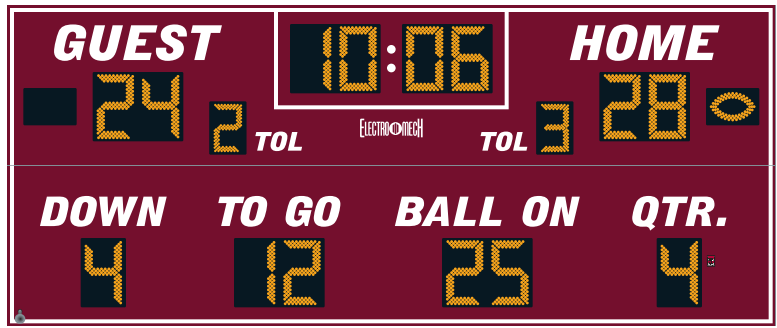 GUEST 10:06 HOME
24 28
2 TOL ELECTRO-MECH TOL 3
DOWN TO GO BALL ON QTR.
4 12 25 4